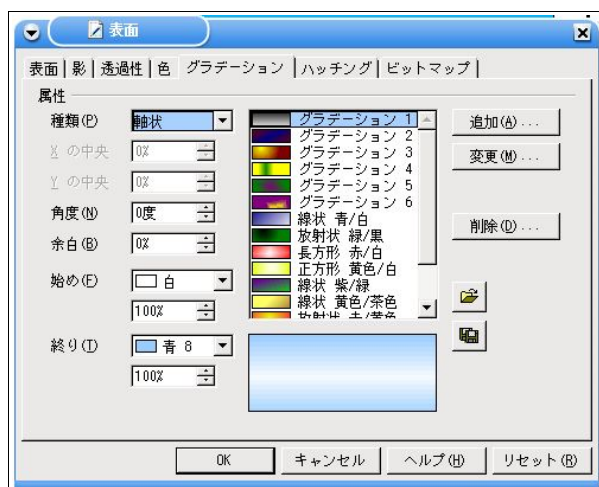 表面
表面 影 透過性 色 グラデーション ハッチング ビットマップ
属性
種類(P) 軸状
X の中央 0%
Y の中央 0%
角度(N) 0度
余白(B) 0%
始め(F) 白
100%
終り(T) 青 8
100%
グラデーション 1
グラデーション 2
グラデーション 3
グラデーション 4
グラデーション 5
グラデーション 6
線状 青/白
放射状 緑/黒
長方形 赤/白
正方形 黄色/白
線状 紫/緑
線状 黄色/茶色
放射状 赤/黄色
追加(A)...
変更(M)...
削除(D)...
OK キャンセル ヘルプ(H) リセット(R)